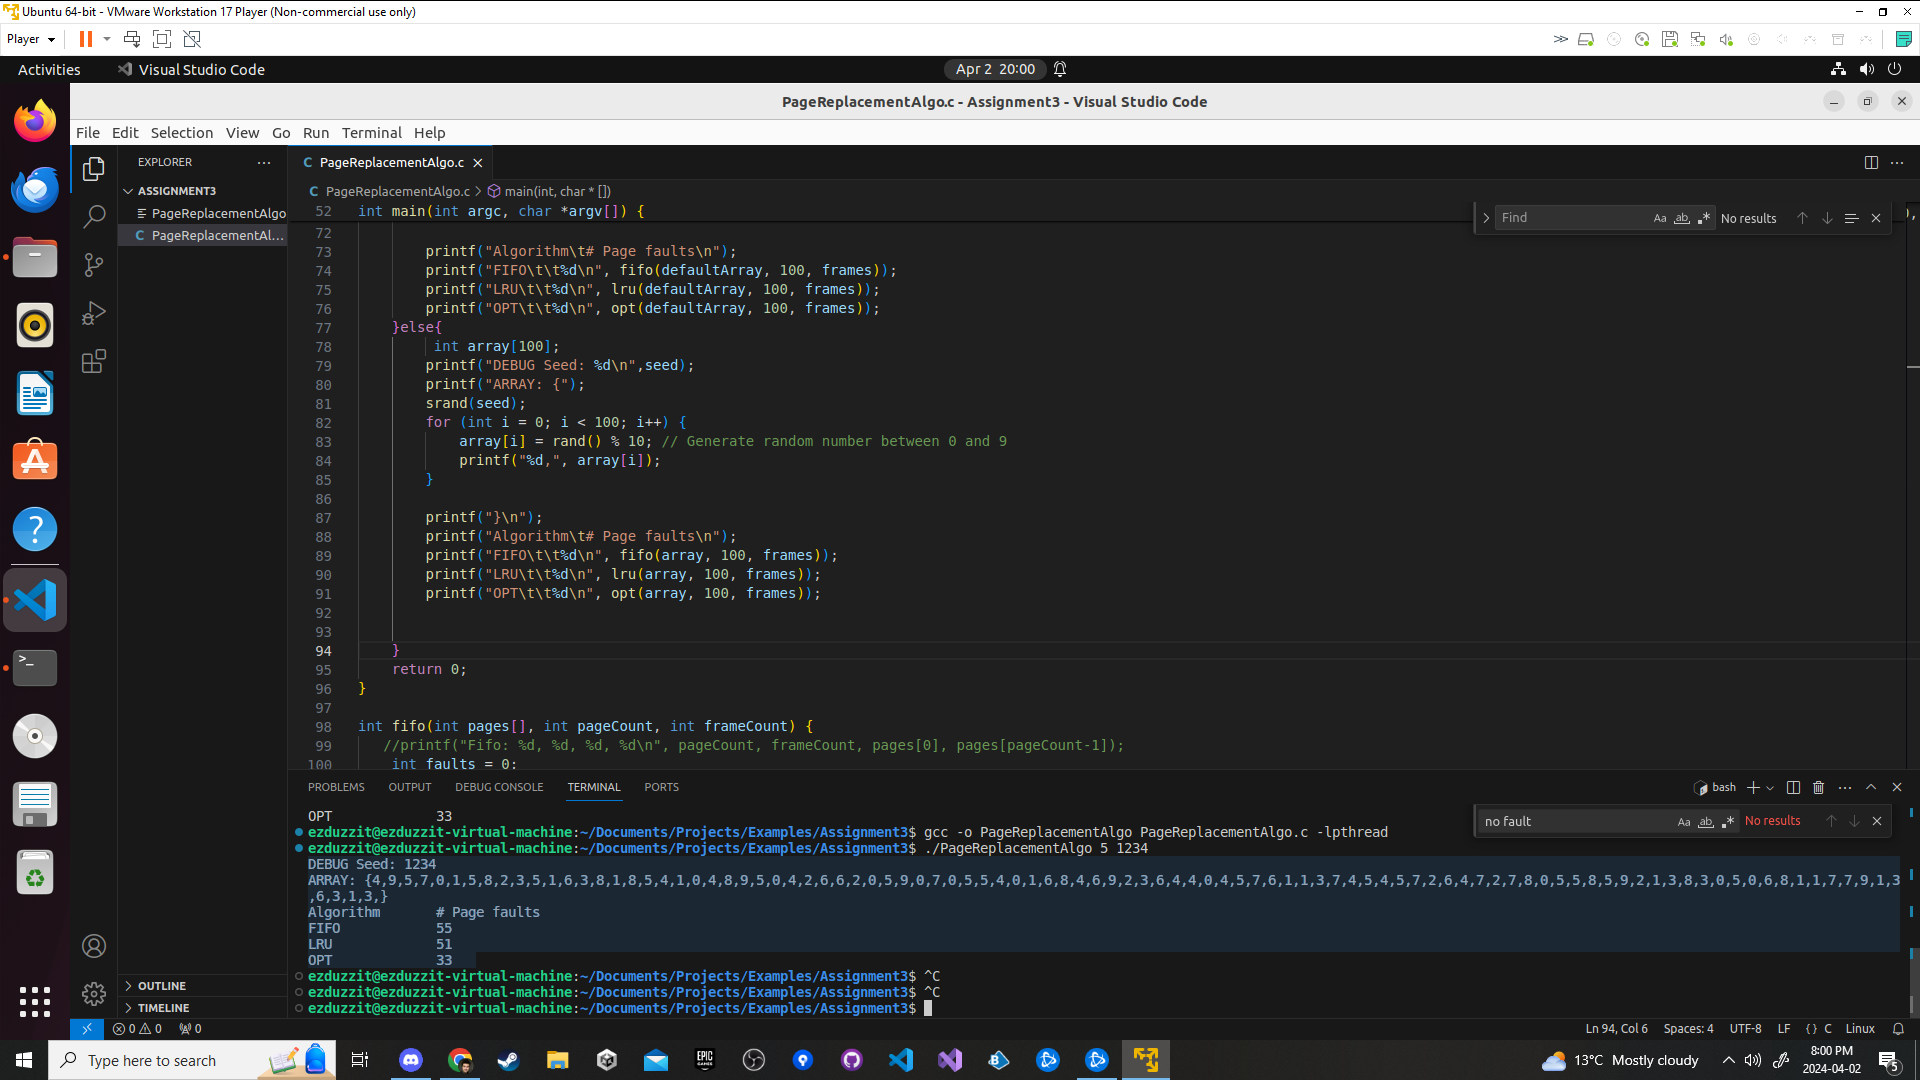 Ubuntu 64-bit - VMware Workstation 17 Player (Non-commercial use only)
Player
Activities
Visual Studio Code
Apr 2 20:00
PageReplacementAlgo.c - Assignment3 - Visual Studio Code
File Edit Selection View Go Run Terminal Help
EXPLORER
ASSIGNMENT3
PageReplacementAlgo
C PageReplacementAl...
C PageReplacementAlgo.c
C PageReplacementAlgo.c > main(int, char * [])
Find
Aa ab .*
No results
52 int main(int argc, char *argv[]) {
72
73 printf("Algorithm\t# Page faults\n");
74 printf("FIFO\t\t%d\n", fifo(defaultArray, 100, frames));
75 printf("LRU\t\t%d\n", lru(defaultArray, 100, frames));
76 printf("OPT\t\t%d\n", opt(defaultArray, 100, frames));
77 }else{
78 int array[100];
79 printf("DEBUG Seed: %d\n",seed);
80 printf("ARRAY: {");
81 srand(seed);
82 for (int i = 0; i < 100; i++) {
83 array[i] = rand() % 10; // Generate random number between 0 and 9
84 printf("%d,", array[i]);
85 }
86
87 printf("}\n");
88 printf("Algorithm\t# Page faults\n");
89 printf("FIFO\t\t%d\n", fifo(array, 100, frames));
90 printf("LRU\t\t%d\n", lru(array, 100, frames));
91 printf("OPT\t\t%d\n", opt(array, 100, frames));
92
93
94 }
95 return 0;
96 }
97
98 int fifo(int pages[], int pageCount, int frameCount) {
99 //printf("Fifo: %d, %d, %d, %d\n", pageCount, frameCount, pages[0], pages[pageCount-1]);
100 int faults = 0;
PROBLEMS OUTPUT DEBUG CONSOLE TERMINAL PORTS
bash
no fault
Aa ab .*
No results
OPT 33
ezduzzit@ezduzzit-virtual-machine:~/Documents/Projects/Examples/Assignment3$ gcc -o PageReplacementAlgo PageReplacementAlgo.c -lpthread
ezduzzit@ezduzzit-virtual-machine:~/Documents/Projects/Examples/Assignment3$ ./PageReplacementAlgo 5 1234
DEBUG Seed: 1234
ARRAY: {4,9,5,7,0,1,5,8,2,3,5,1,6,3,8,1,8,5,4,1,0,4,8,9,5,0,4,2,6,6,2,0,5,9,0,7,0,5,5,4,0,1,6,8,4,6,9,2,3,6,4,4,0,4,5,7,6,1,1,3,7,4,5,4,5,7,2,6,4,7,2,7,8,0,5,5,8,5,9,2,1,3,8,3,0,5,0,6,8,1,1,7,7,9,1,3
,6,3,1,3,}
Algorithm # Page faults
FIFO 55
LRU 51
OPT 33
ezduzzit@ezduzzit-virtual-machine:~/Documents/Projects/Examples/Assignment3$ ^C
ezduzzit@ezduzzit-virtual-machine:~/Documents/Projects/Examples/Assignment3$ ^C
ezduzzit@ezduzzit-virtual-machine:~/Documents/Projects/Examples/Assignment3$
OUTLINE
TIMELINE
0 0 0
Ln 94, Col 6 Spaces: 4 UTF-8 LF {} C Linux
Type here to search
EPIC GAMES
13°C Mostly cloudy
8:00 PM
2024-04-02
5